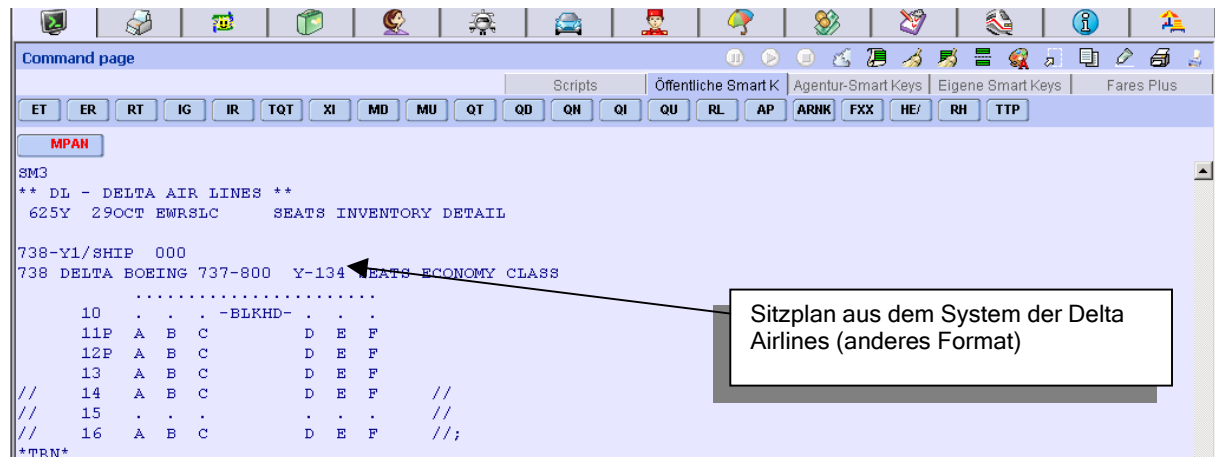 Command page
Scripts Öffentliche Smart K Agentur-Smart Keys Eigene Smart Keys Fares Plus
ET ER RT IG IR TQT XI MD MU QT QD QN QI QU RL AP ARNK FXX HE/ RH TTP
MPAN
SM3
** DL - DELTA AIR LINES **
625Y 29OCT EWRSLC SEATS INVENTORY DETAIL
738-Y1/SHIP 000
738 DELTA BOEING 737-800 Y-134 SEATS ECONOMY CLASS
.......................
10 . . . -BLKHD- . . .
11P A B C D E F
12P A B C D E F
13 A B C D E F
// 14 A B C D E F //
// 15 . . . . . . //
// 16 A B C D E F //;
*TRN*
Sitzplan aus dem System der Delta
Airlines (anderes Format)